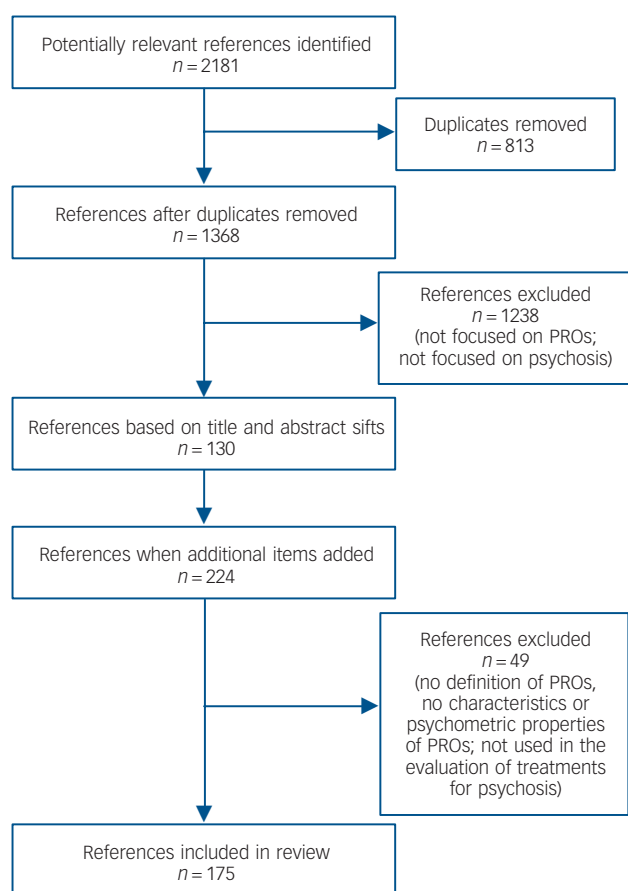 Potentially relevant references identified
n = 2181
Duplicates removed
n = 813
References after duplicates removed
n = 1368
References excluded
n = 1238
(not focused on PROs;
not focused on psychosis)
References based on title and abstract sifts
n = 130
References when additional items added
n = 224
References excluded
n = 49
(no definition of PROs,
no characteristics or
psychometric properties
of PROs; not used in the
evaluation of treatments
for psychosis)
References included in review
n = 175